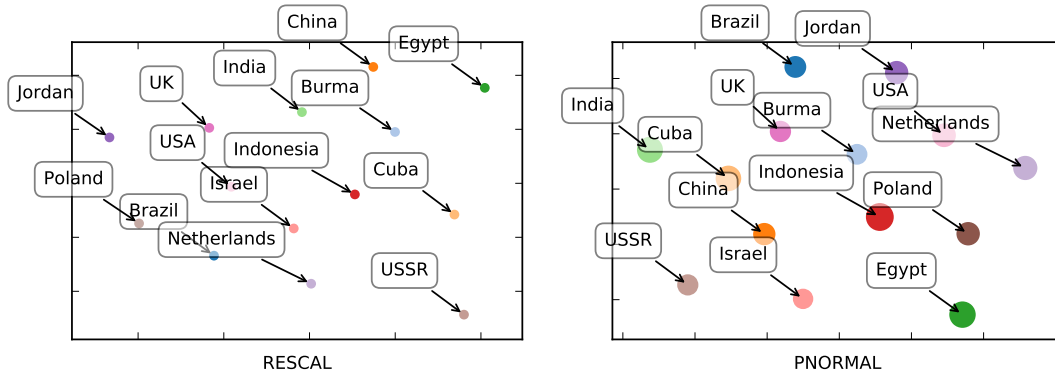 China
Egypt
India
UK
Burma
Jordan
USA
Indonesia
Cuba
Poland
Israel
Brazil
Netherlands
USSR
RESCAL
Brazil
Jordan
UK
USA
India
Burma
Netherlands
Cuba
Indonesia
China
Poland
USSR
Israel
Egypt
PNORMAL